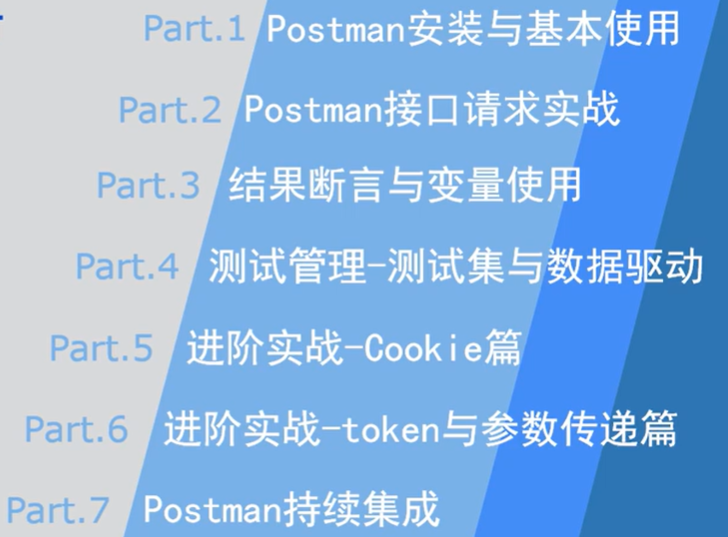 Part.1 Postman安装与基本使用
Part.2 Postman接口请求实战
Part.3 结果断言与变量使用
Part.4 测试管理-测试集与数据驱动
Part.5 进阶实战-Cookie篇
Part.6 进阶实战-token与参数传递篇
Part.7 Postman持续集成